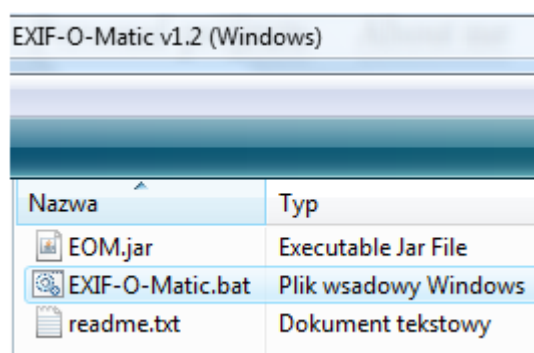 EXIF-O-Matic v1.2 (Windows)
Nazwa Typ
EOM.jar Executable Jar File
EXIF-O-Matic.bat Plik wsadowy Windows
readme.txt Dokument tekstowy